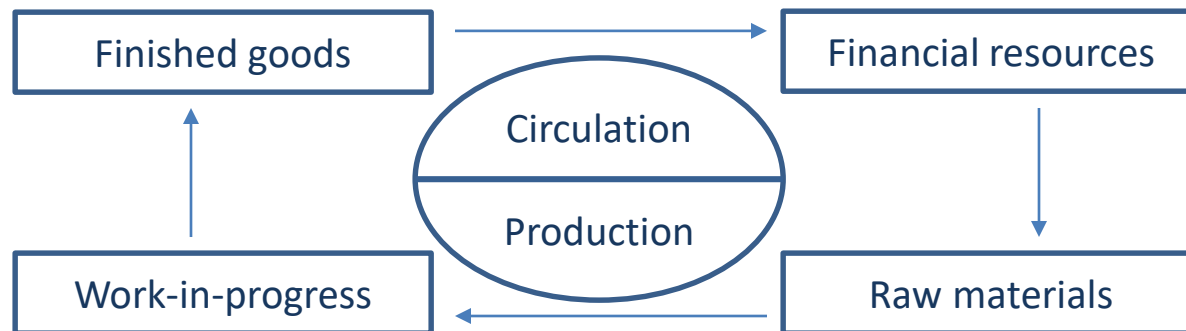 Finished goods
Financial resources
Circulation
Production
Work-in-progress
Raw materials